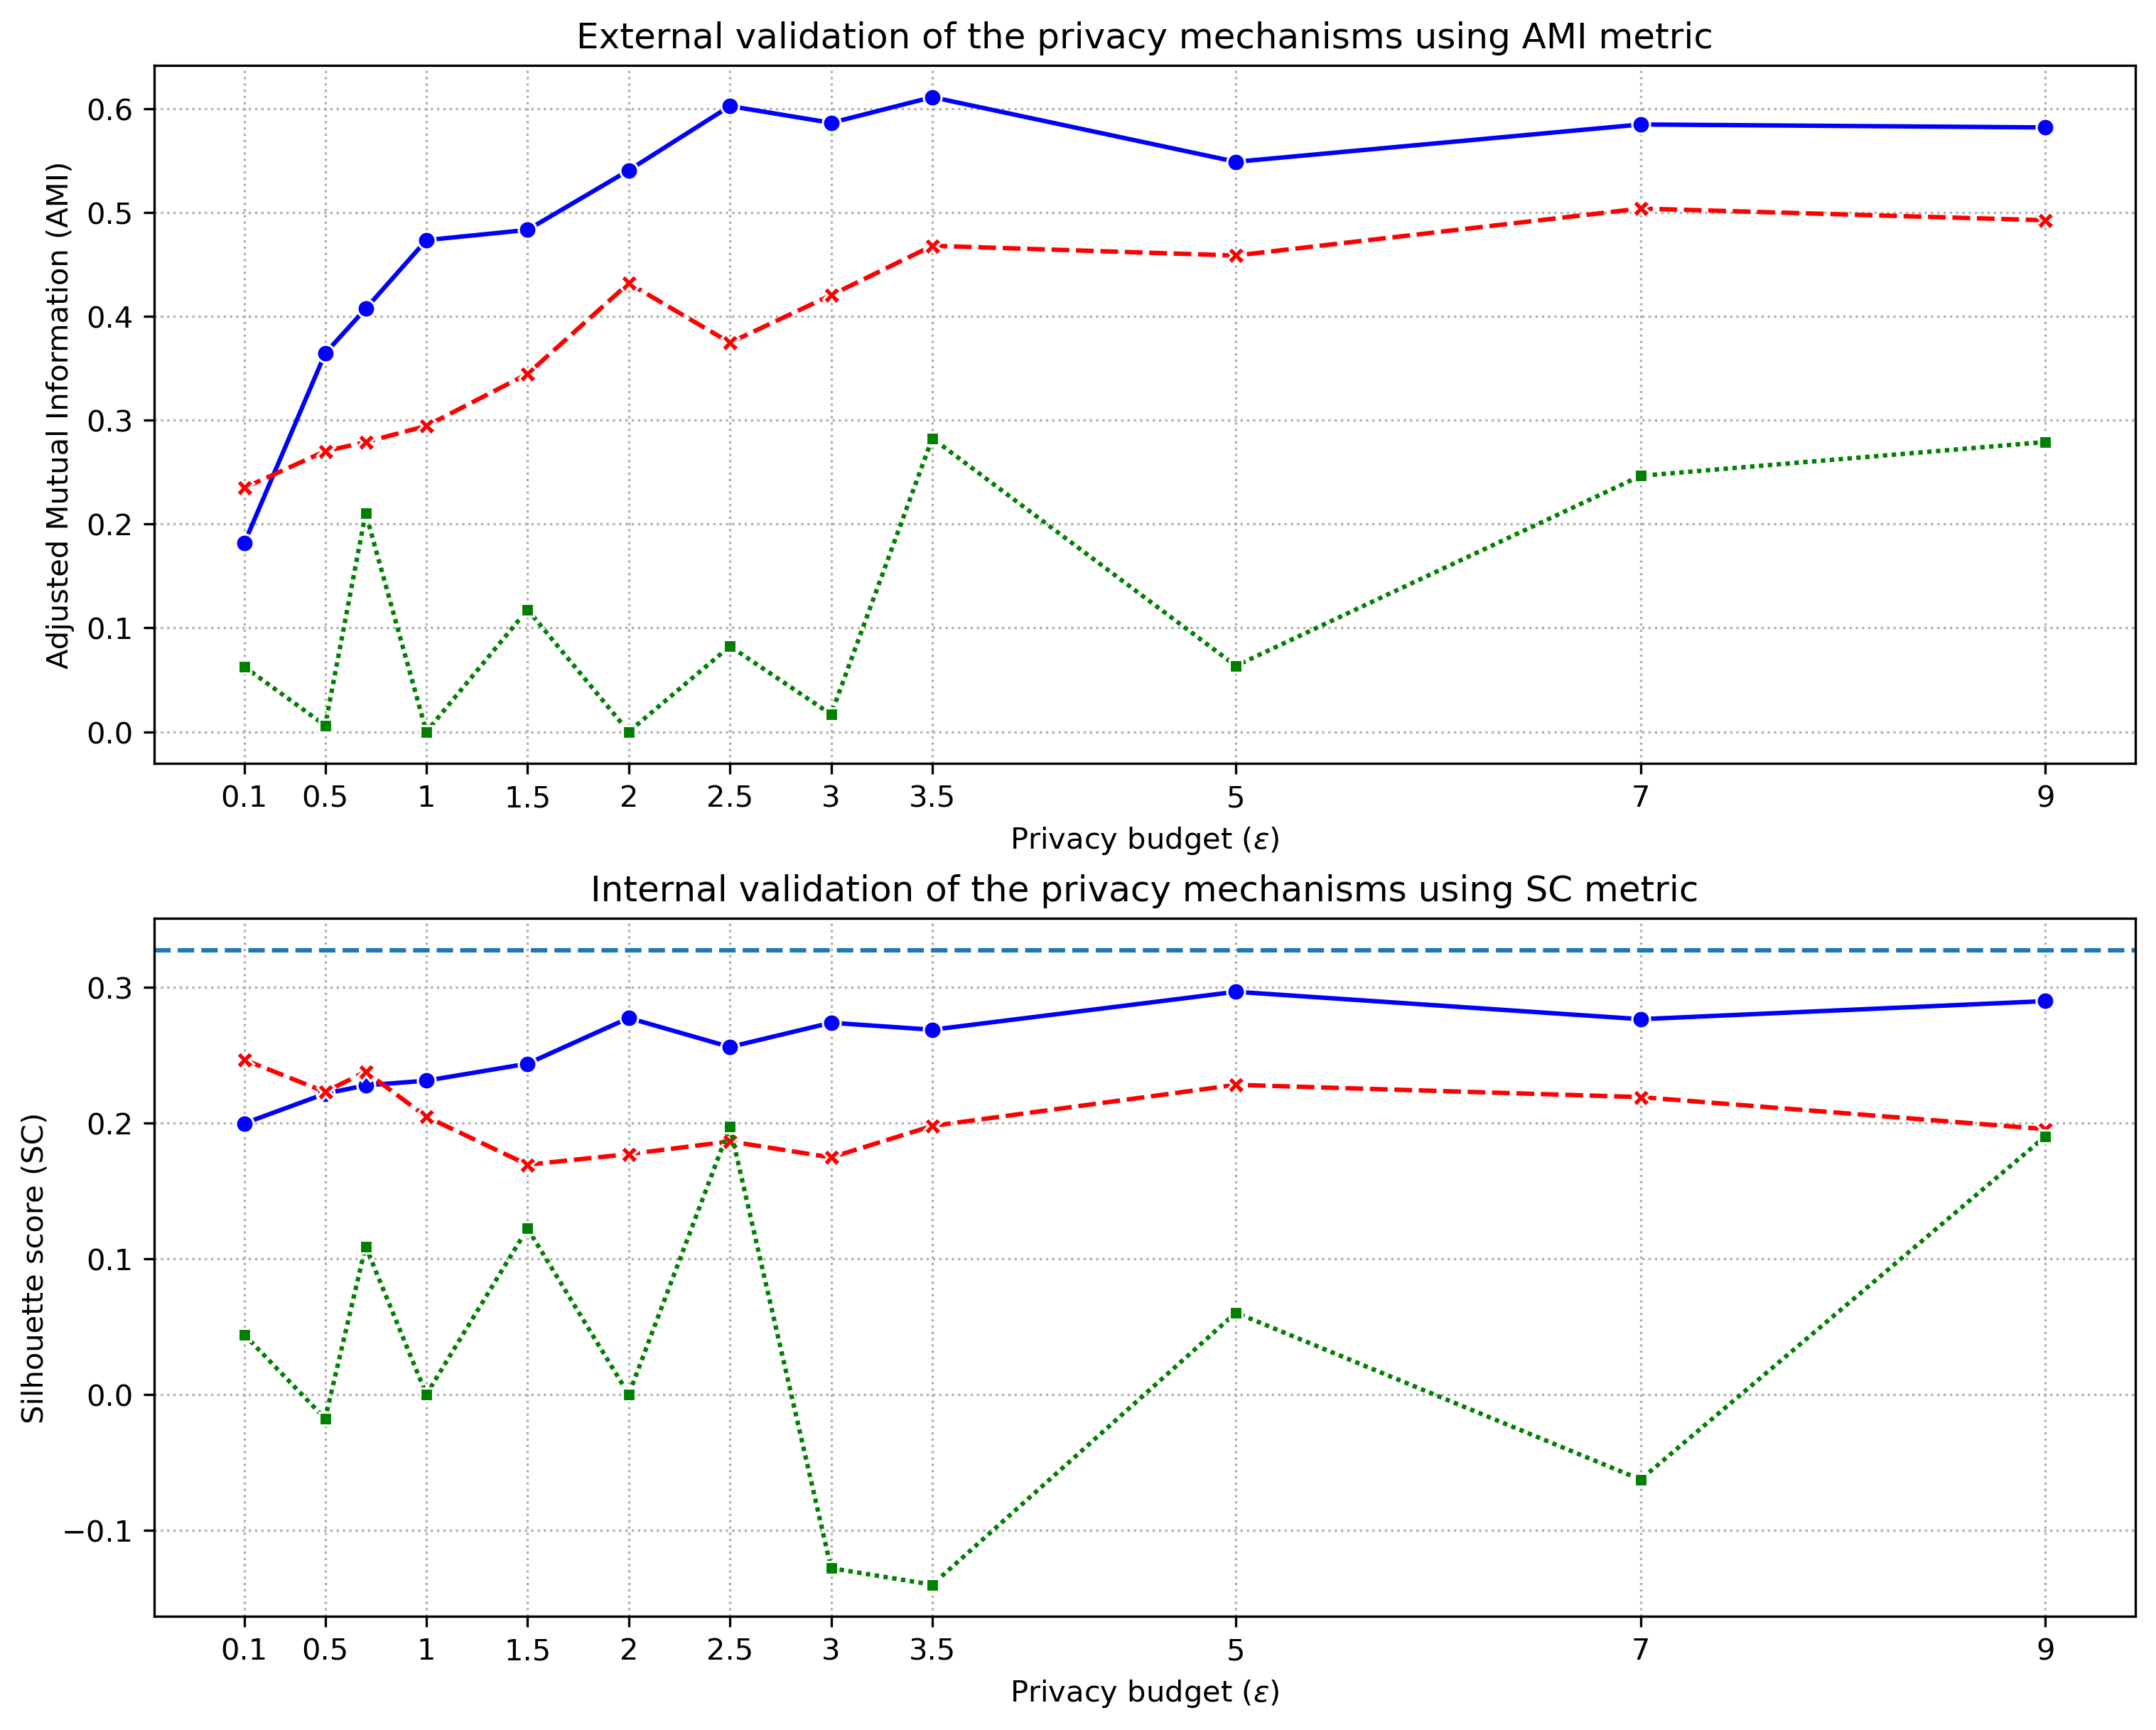 External validation of the privacy mechanisms using AMI metric
Adjusted Mutual Information (AMI)
0.6
0.5
0.4
0.3
0.2
0.1
0.0
0.1 0.5 1 1.5 2 2.5 3 3.5 5 7 9
Privacy budget (ε)
Internal validation of the privacy mechanisms using SC metric
Silhouette score (SC)
0.3
0.2
0.1
0.0
−0.1
0.1 0.5 1 1.5 2 2.5 3 3.5 5 7 9
Privacy budget (ε)